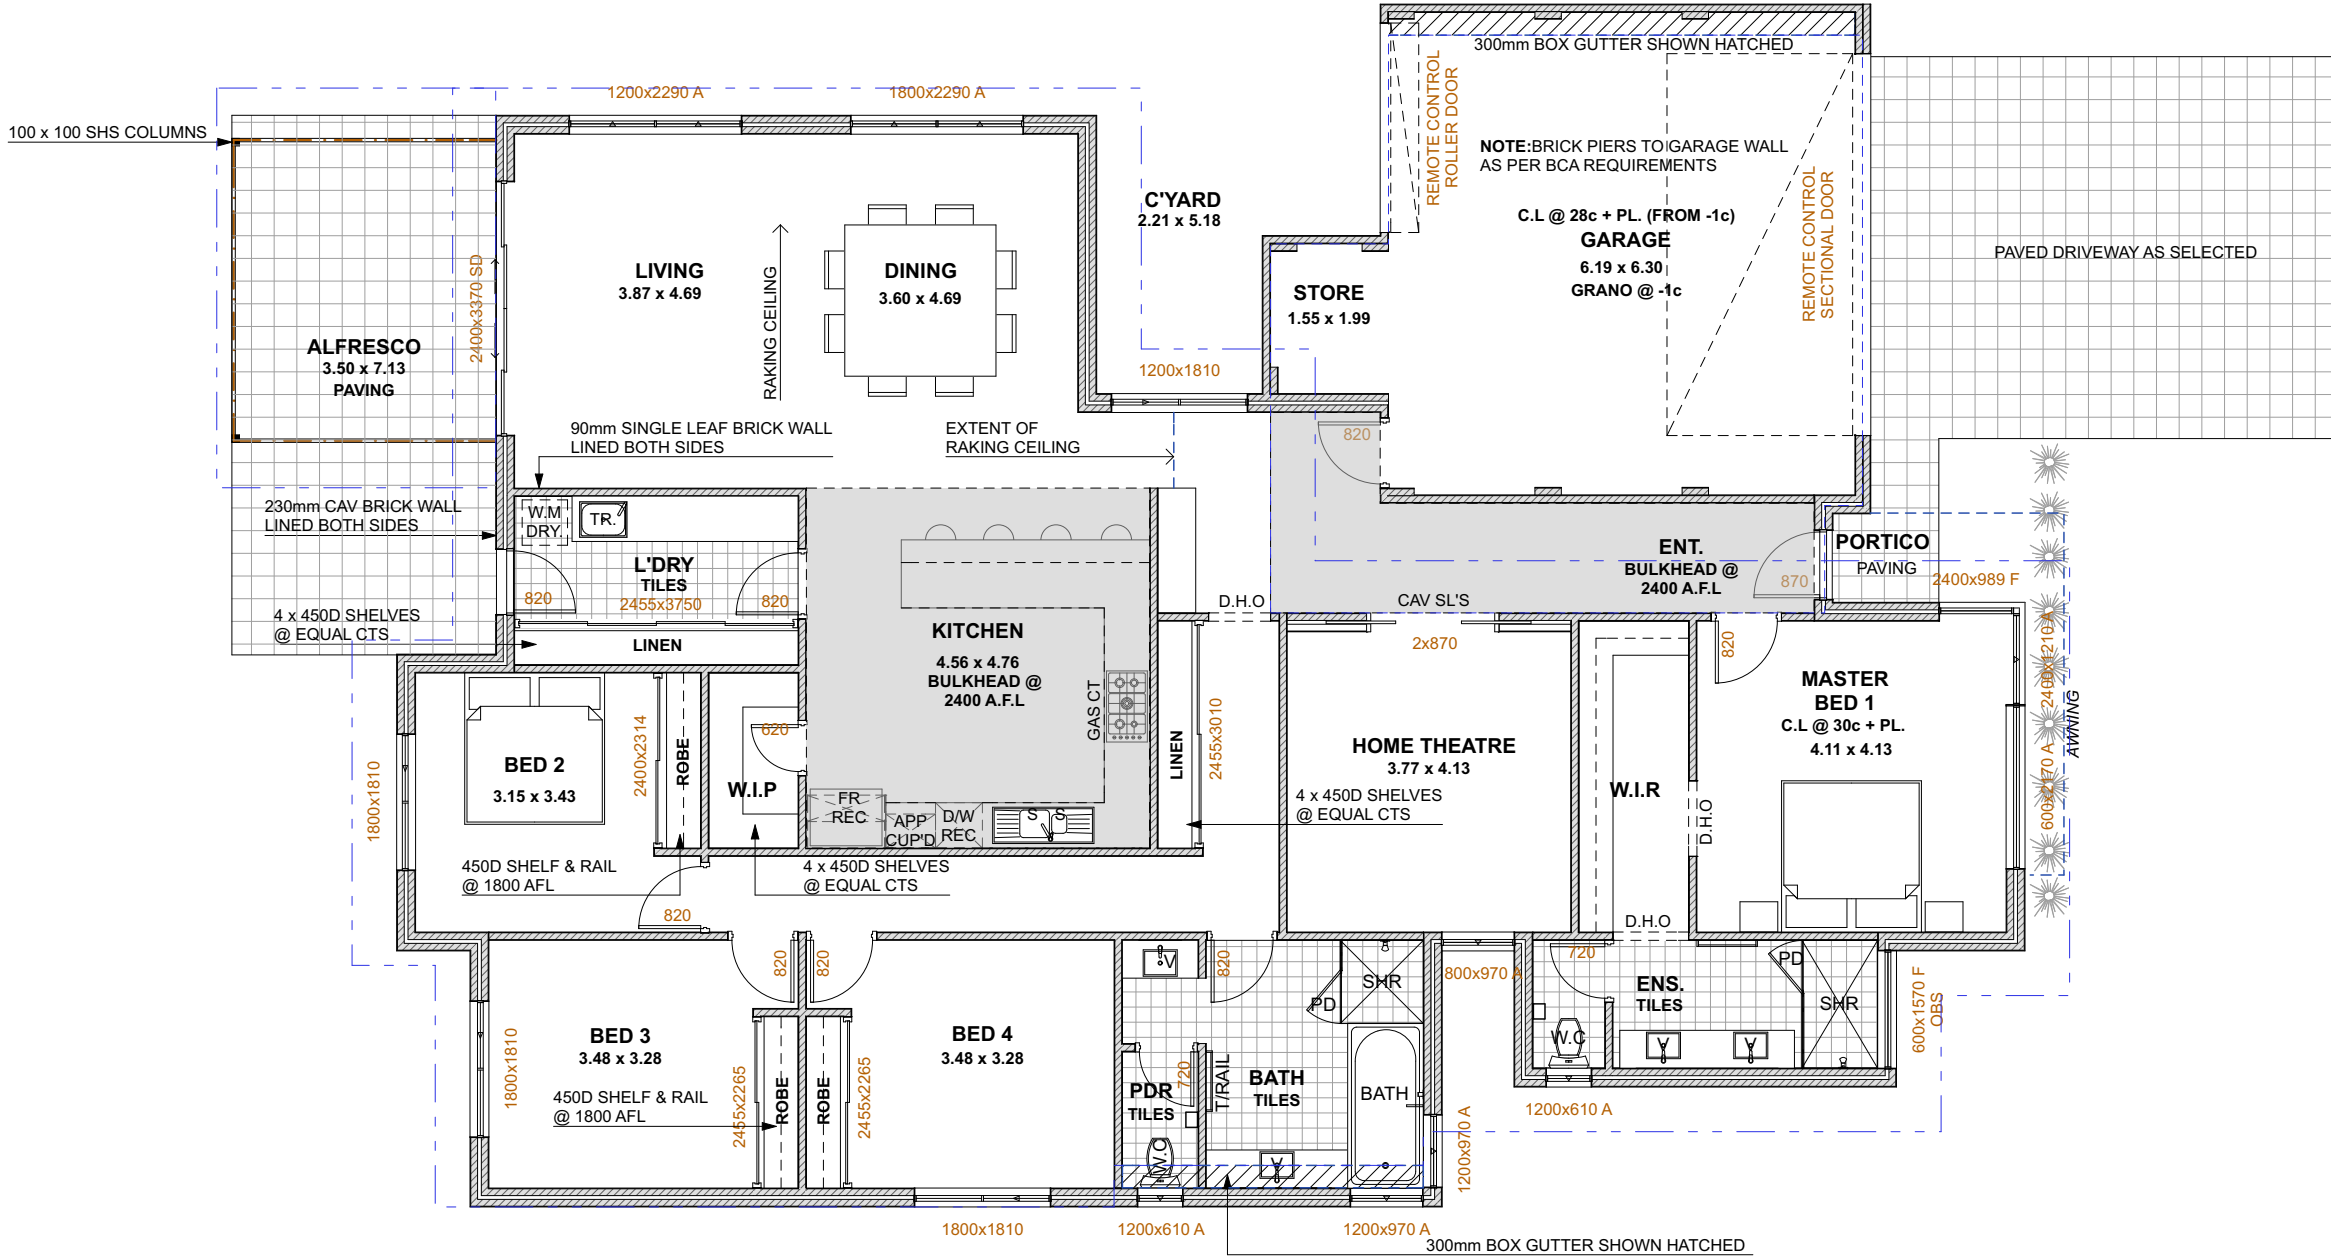 300mm BOX GUTTER SHOWN HATCHED
REMOTE CONTROL
ROLLER DOOR
1200x2290 A
1800x2290 A
100 x 100 SHS COLUMNS
NOTE:BRICK PIERS TO GARAGE WALL
AS PER BCA REQUIREMENTS
C'YARD
2.21 x 5.18
C.L @ 28c + PL. (FROM -1c)
GARAGE
6.19 x 6.30
GRANO @ -1c
REMOTE CONTROL
SECTIONAL DOOR
PAVED DRIVEWAY AS SELECTED
LIVING
3.87 x 4.69
RAKING CEILING
DINING
3.60 x 4.69
STORE
1.55 x 1.99
2400x3370 SD
ALFRESCO
3.50 x 7.13
PAVING
1200x1810
90mm SINGLE LEAF BRICK WALL
LINED BOTH SIDES
EXTENT OF
RAKING CEILING
820
230mm CAV BRICK WALL
LINED BOTH SIDES
W.M
DRY.
TR.
L'DRY
TILES
2455x3750
820
820
4 x 450D SHELVES
@ EQUAL CTS
LINEN
KITCHEN
4.56 x 4.76
BULKHEAD @
2400 A.F.L
GAS CT
D.H.O
CAV SL'S
2x870
ENT.
BULKHEAD @
2400 A.F.L
870
PORTICO
PAVING
2400x989 F
820
2400x1210 A
600x2170 A
AWNING
MASTER
BED 1
C.L @ 30c + PL.
4.11 x 4.13
1800x1810
BED 2
3.15 x 3.43
2400x2314
ROBE
620
W.I.P
FR
REC
APP
CUP'D
D/W
REC
S
S
LINEN
2455x3010
HOME THEATRE
3.77 x 4.13
4 x 450D SHELVES
@ EQUAL CTS
W.I.R
D.H.O
D.H.O
450D SHELF & RAIL
@ 1800 AFL
4 x 450D SHELVES
@ EQUAL CTS
820
820
820
V
820
PD
SHR
800x970 A
720
ENS.
TILES
PD
SHR
600x1570 F
OBS
W.C
V
V
1800x1810
BED 3
3.48 x 3.28
450D SHELF & RAIL
@ 1800 AFL
2455x2265
ROBE
ROBE
2455x2265
BED 4
3.48 x 3.28
PDR
TILES
720
W.C
T/RAIL
BATH
TILES
BATH
V
1200x970 A
1200x610 A
1800x1810
1200x610 A
1200x970 A
300mm BOX GUTTER SHOWN HATCHED